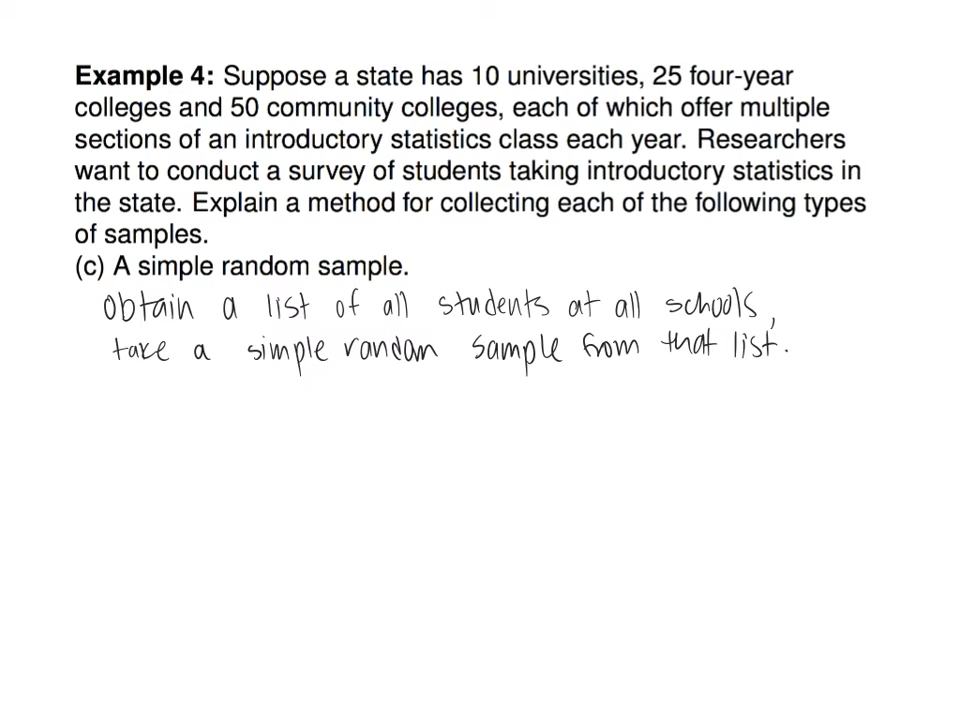 Example 4: Suppose a state has 10 universities, 25 four-year
colleges and 50 community colleges, each of which offer multiple
sections of an introductory statistics class each year. Researchers
want to conduct a survey of students taking introductory statistics in
the state. Explain a method for collecting each of the following types
of samples.
(c) A simple random sample.
Obtain a list of all students at all schools,
take a simple random sample from that list.